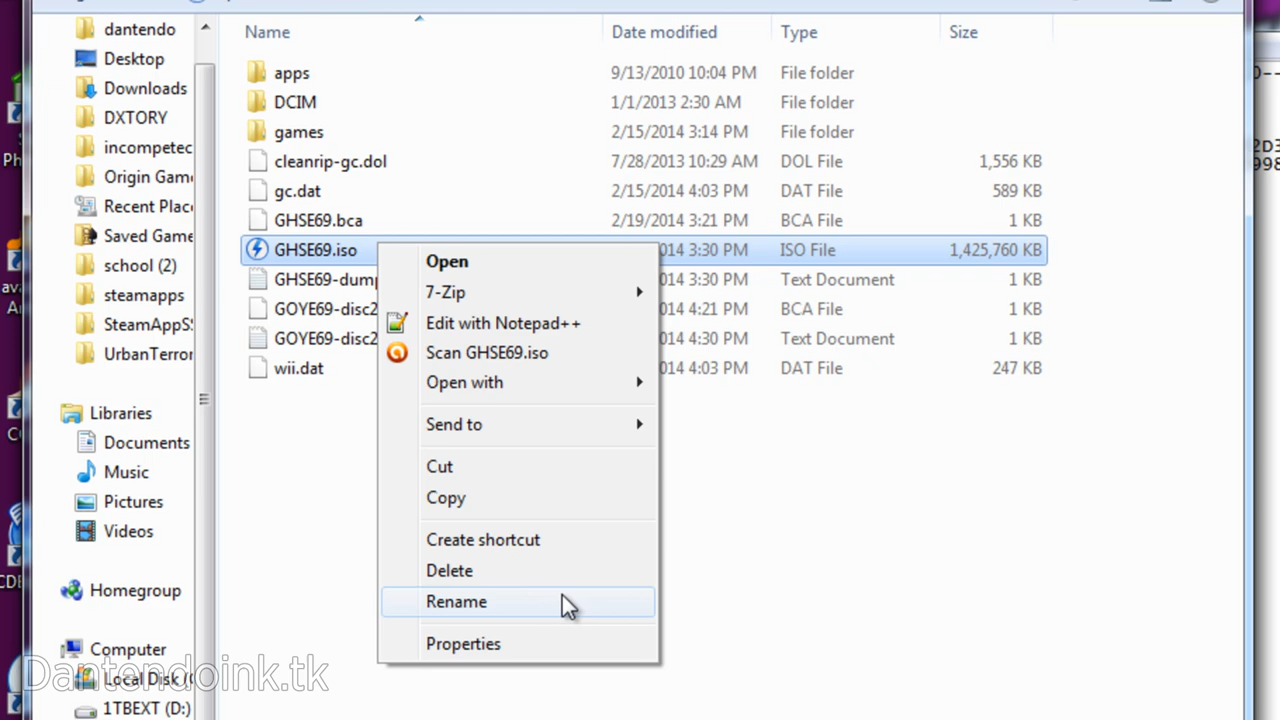 Name Date modified Type Size
dantendo
Desktop
Downloads
DXTORY
incompetec
Origin Gam
Recent Plac
Saved Game
school (2)
steamapps
SteamAppS
UrbanTerror
Libraries
Documents
Music
Pictures
Videos
Homegroup
Computer
Local Disk (
1TBEXT (D:)
apps 9/13/2010 10:04 PM File folder
DCIM 1/1/2013 2:30 AM File folder
games 2/15/2014 3:14 PM File folder
cleanrip-gc.dol 7/28/2013 10:29 AM DOL File 1,556 KB
gc.dat 2/15/2014 4:03 PM DAT File 589 KB
GHSE69.bca 2/19/2014 3:21 PM BCA File 1 KB
GHSE69.iso 014 3:30 PM ISO File 1,425,760 KB
GHSE69-dump 014 3:30 PM Text Document 1 KB
GOYE69-disc2 014 4:21 PM BCA File 1 KB
GOYE69-disc2 014 4:30 PM Text Document 1 KB
wii.dat 014 4:03 PM DAT File 247 KB
Open
7-Zip
Edit with Notepad++
Scan GHSE69.iso
Open with
Send to
Cut
Copy
Create shortcut
Delete
Rename
Properties
Dantendoink.tk